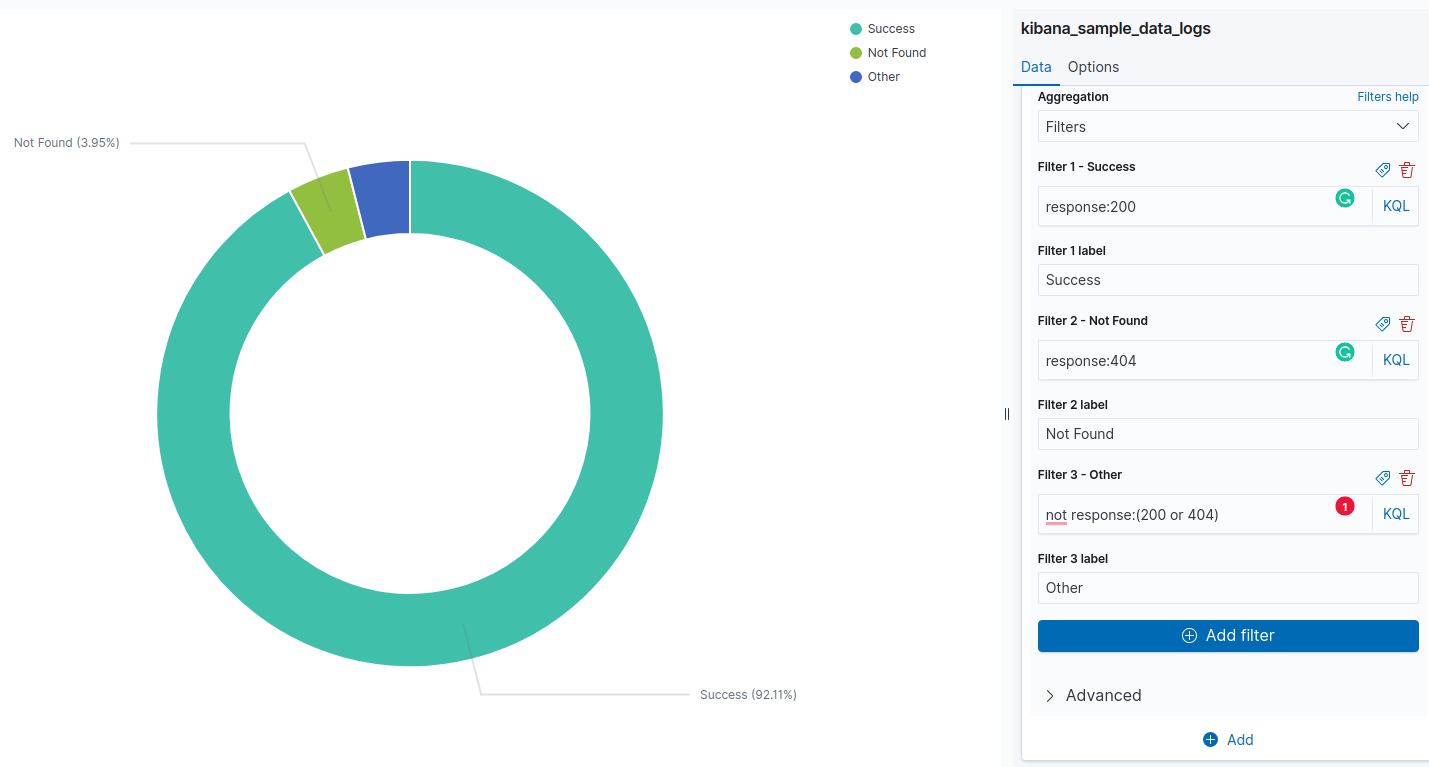 Success
Not Found
Other
Not Found (3.95%)
Success (92.11%)
kibana_sample_data_logs
Data Options
Aggregation Filters help
Filters
Filter 1 - Success
response:200 KQL
Filter 1 label
Success
Filter 2 - Not Found
response:404 KQL
Filter 2 label
Not Found
Filter 3 - Other
not response:(200 or 404) 1 KQL
Filter 3 label
Other
Add filter
Advanced
Add